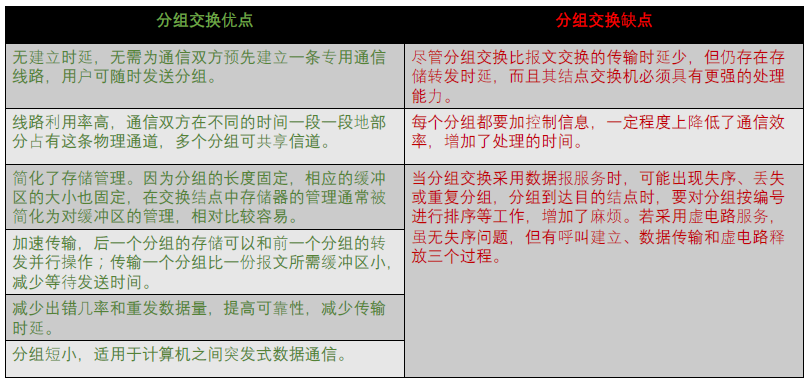 分组交换优点
分组交换缺点
无建立时延，无需为通信双方预先建立一条专用通信
线路，用户可随时发送分组。
尽管分组交换比报文交换的传输时延少，但仍存在存
储转发时延，而且其结点交换机必须具有更强的处理
能力。
线路利用率高，通信双方在不同的时间一段一段地部
分占有这条物理通道，多个分组可共享信道。
每个分组都要加控制信息，一定程度上降低了通信效
率，增加了处理的时间。
简化了存储管理。因为分组的长度固定，相应的缓冲
区的大小也固定，在交换结点中存储器的管理通常被
简化为对缓冲区的管理，相对比较容易。
当分组交换采用数据报服务时，可能出现失序、丢失
或重复分组，分组到达目的结点时，要对分组按编号
进行排序等工作，增加了麻烦。若采用虚电路服务，
虽无失序问题，但有呼叫建立、数据传输和虚电路释
放三个过程。
加速传输，后一个分组的存储可以和前一个分组的转
发并行操作；传输一个分组比一份报文所需缓冲区小，
减少等待发送时间。
减少出错几率和重发数据量，提高可靠性，减少传输
时延。
分组短小，适用于计算机之间突发式数据通信。